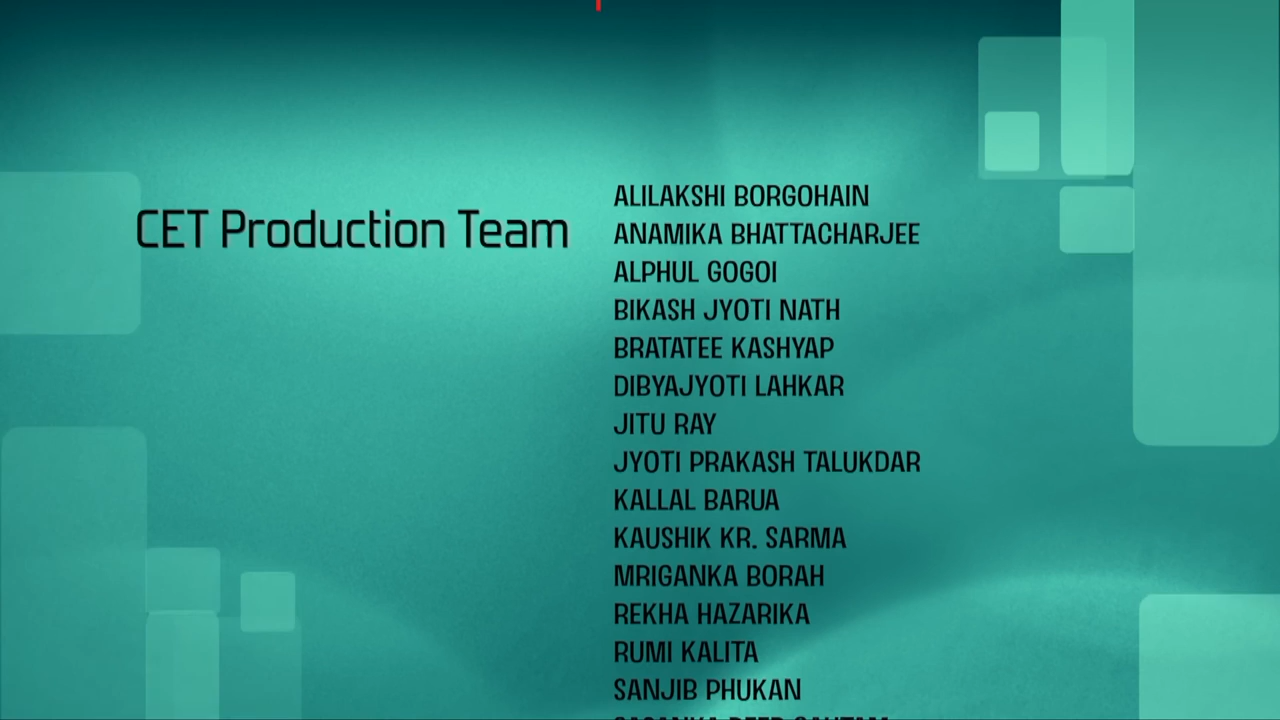 CET Production Team
ALILAKSHI BORGOHAIN
ANAMIKA BHATTACHARJEE
ALPHUL GOGOI
BIKASH JYOTI NATH
BRATATEE KASHYAP
DIBYAJYOTI LAHKAR
JITU RAY
JYOTI PRAKASH TALUKDAR
KALLAL BARUA
KAUSHIK KR. SARMA
MRIGANKA BORAH
REKHA HAZARIKA
RUMI KALITA
SANJIB PHUKAN